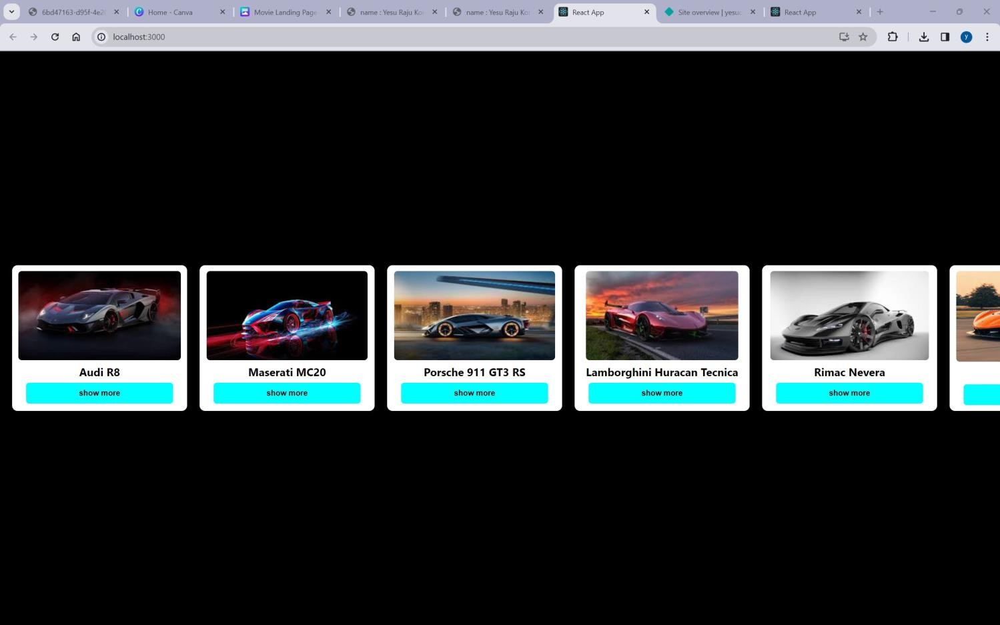 6bd47163-d95f-4e2
Home - Canva
Movie Landing Page
name : Yesu Raju Ko
name : Yesu Raju Ko
React App
Site overview | yesu
React App
localhost:3000
y
Audi R8
show more
Maserati MC20
show more
Porsche 911 GT3 RS
show more
Lamborghini Huracan Tecnica
show more
Rimac Nevera
show more